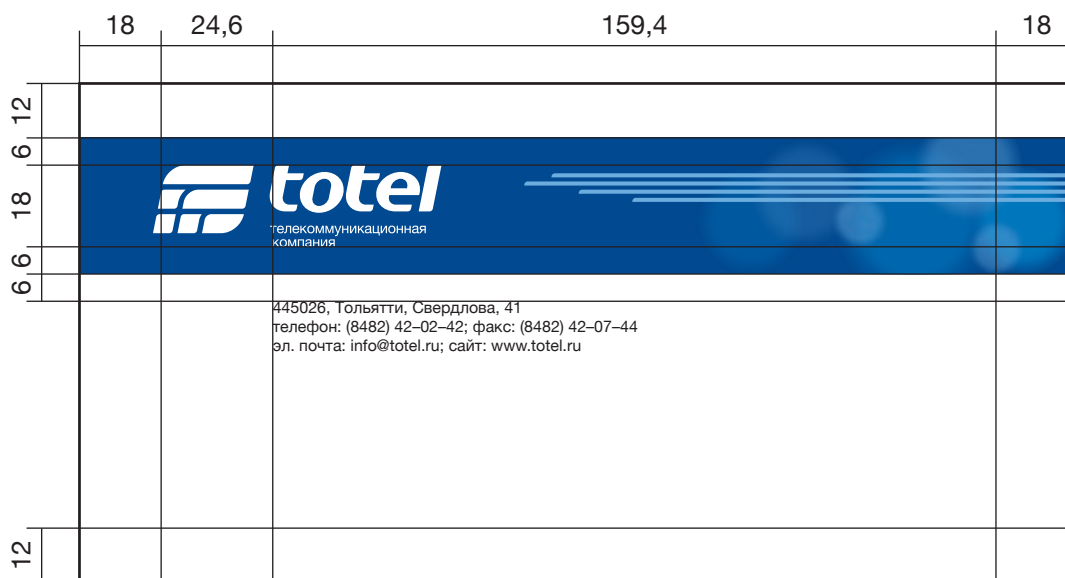 18 24,6 159,4 18
12
6
18
6
6
totel
телекоммуникационная
компания
445026, Тольятти, Свердлова, 41
телефон: (8482) 42–02–42; факс: (8482) 42–07–44
эл. почта: info@totel.ru; сайт: www.totel.ru
12